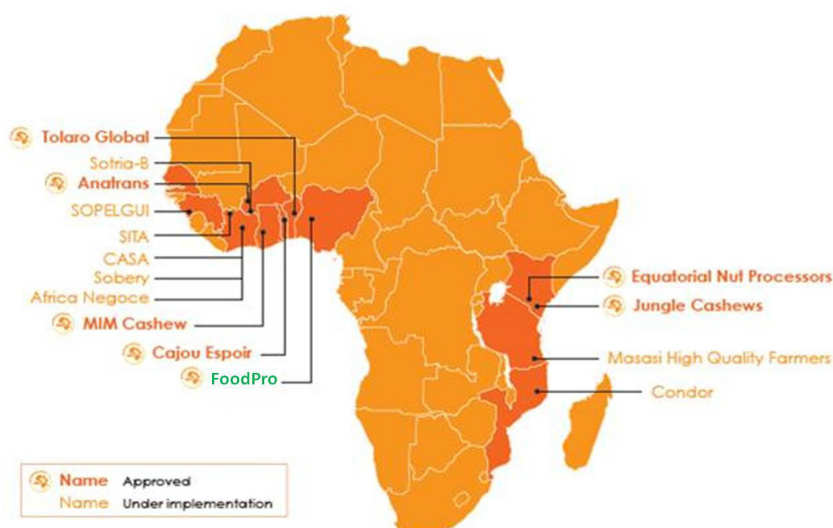 Tolaro Global
Sotria-B
Anatrans
SOPELGUI
SITA
CASA
Sobery
Africa Negoce
MIM Cashew
Cajou Espoir
FoodPro
Equatorial Nut Processors
Jungle Cashews
Masasi High Quality Farmers
Condor
Name Approved
Name Under implementation